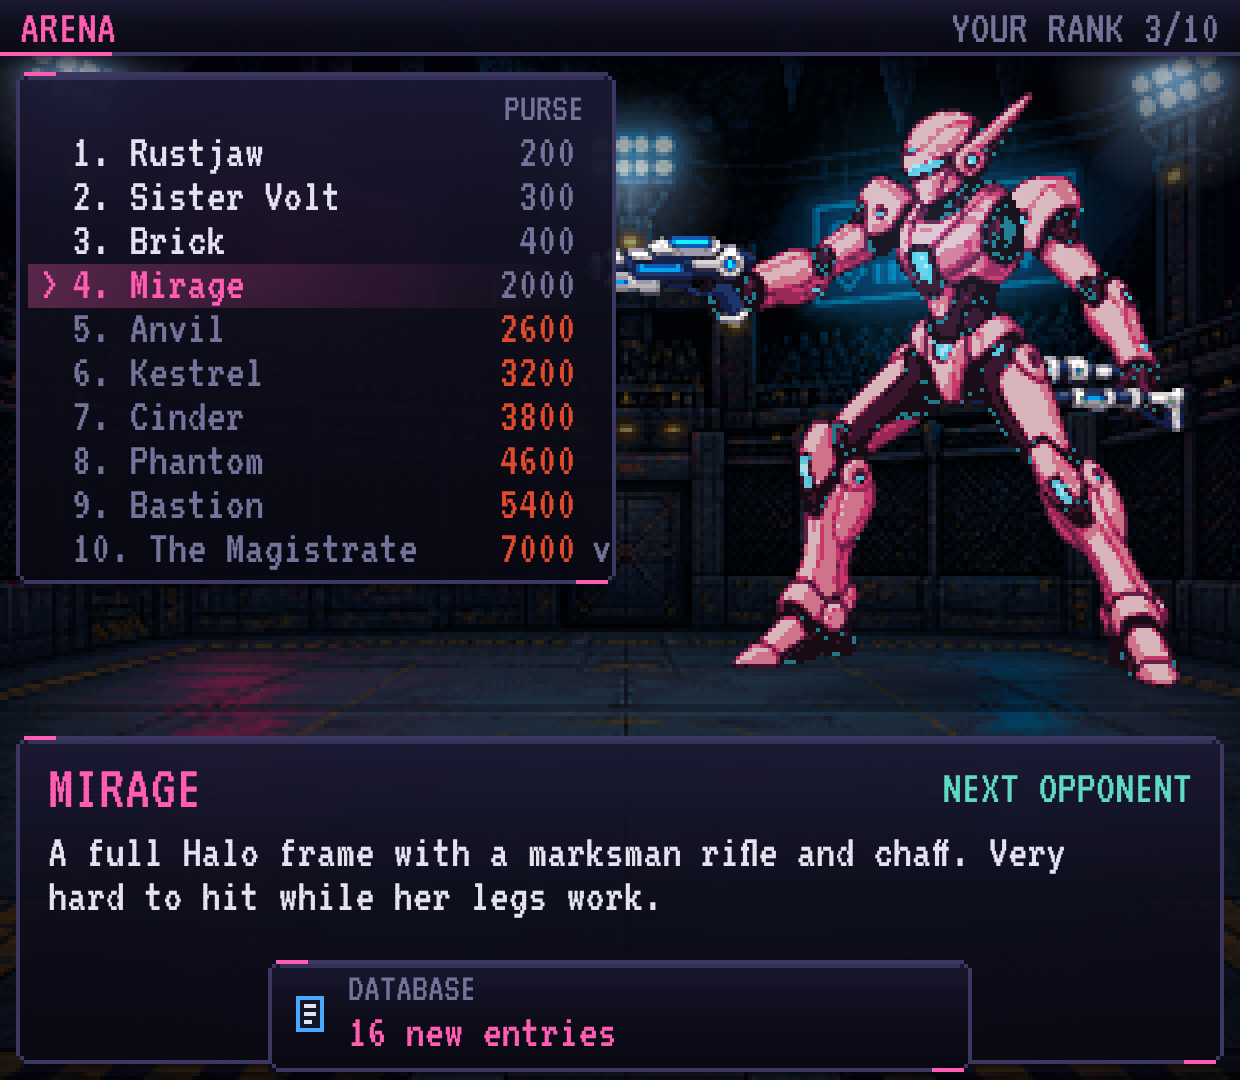 ARENA YOUR RANK 3/10
PURSE
1. Rustjaw 200
2. Sister Volt 300
3. Brick 400
> 4. Mirage 2000
5. Anvil 2600
6. Kestrel 3200
7. Cinder 3800
8. Phantom 4600
9. Bastion 5400
10. The Magistrate 7000 v
MIRAGE NEXT OPPONENT
A full Halo frame with a marksman rifle and chaff. Very
hard to hit while her legs work.
DATABASE
16 new entries